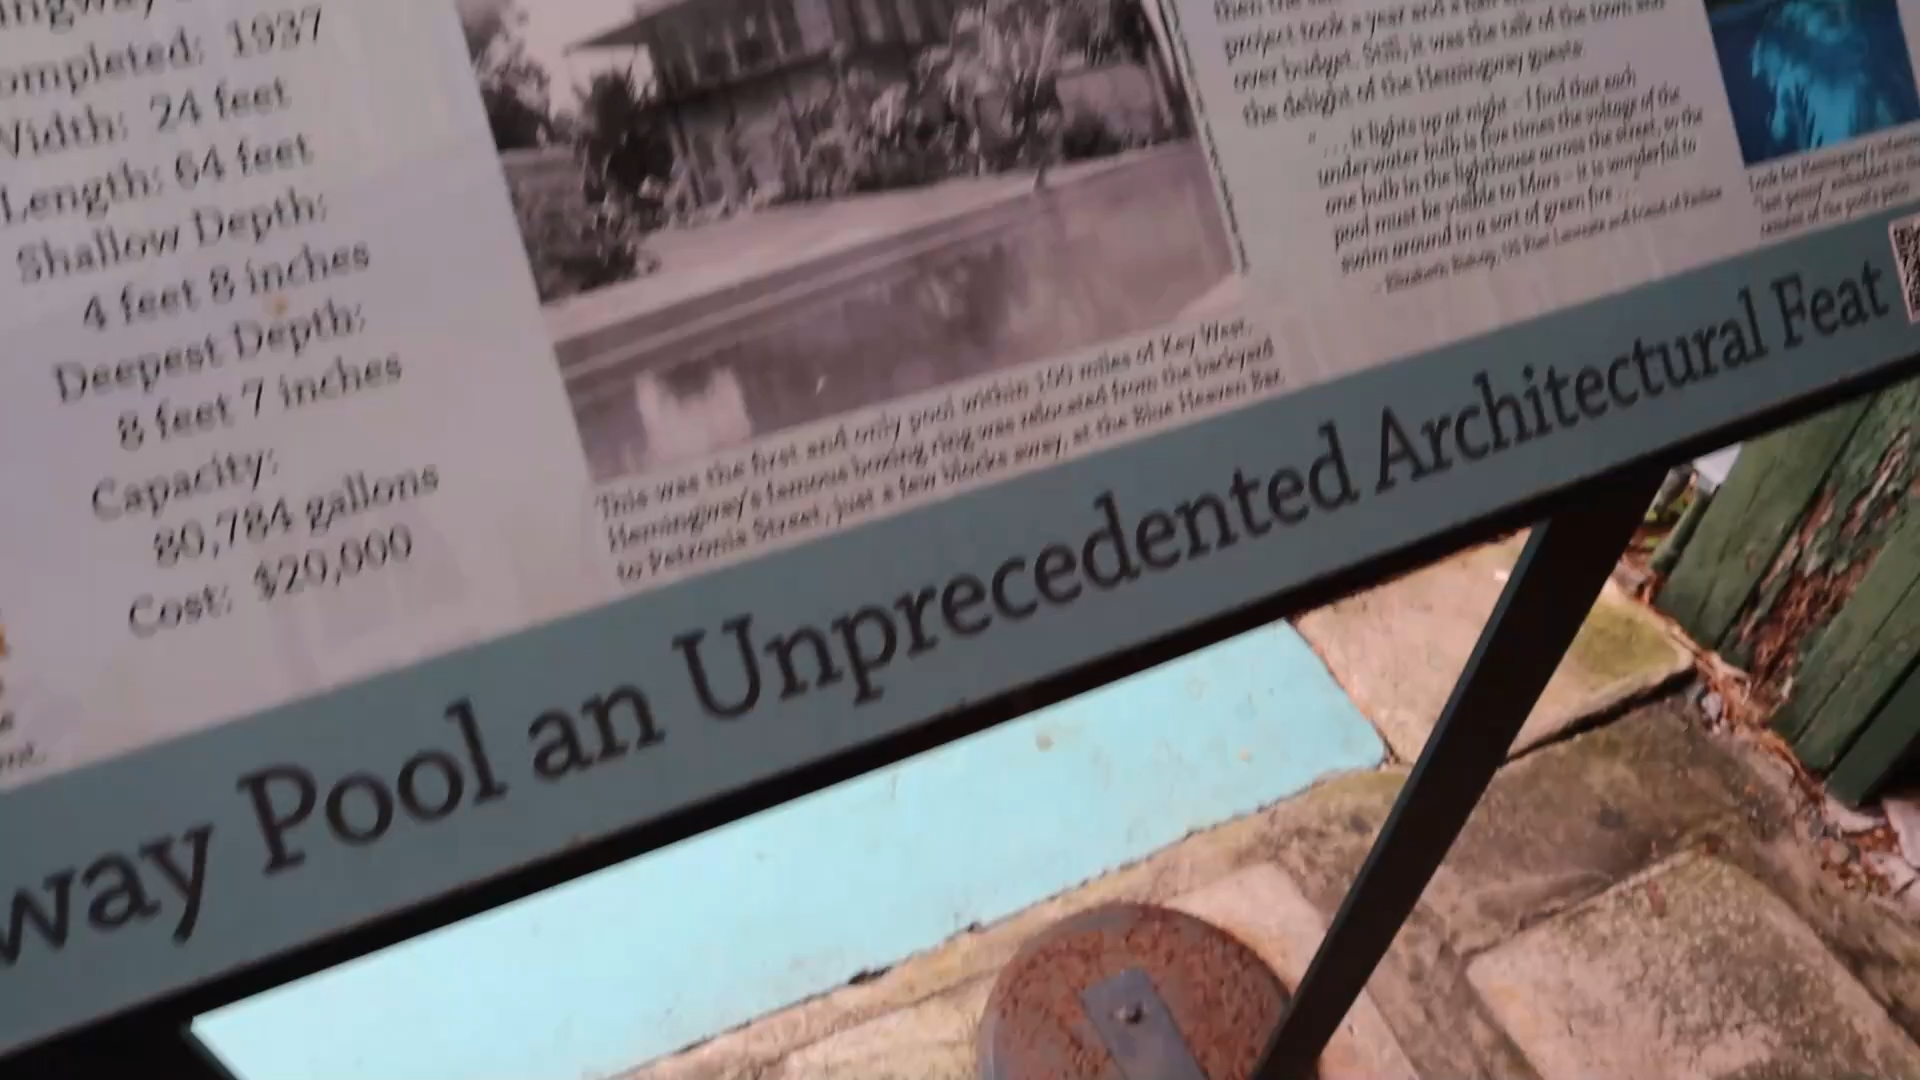 ompleted: 1937
Width: 24 feet
Length: 64 feet
Shallow Depth:
4 feet 8 inches
Deepest Depth:
8 feet 7 inches
Capacity:
80,784 gallons
Cost: $20,000
This was the first and only pool within 100 miles of Key West.
Hemingway's famous boxing ring was relocated from the backyard
to Petronia Street, just a few blocks away, at the Blue Heaven Bar.
project took a year and a half
over budget. Still, it was the talk of the town and
the delight of the Hemingway guests.
"...it lights up at night - I find that each
underwater bulb is five times the voltage of the
one bulb in the lighthouse across the street, so the
pool must be visible to Mars - it is wonderful to
swim around in a sort of green fire...
way Pool an Unprecedented Architectural Feat